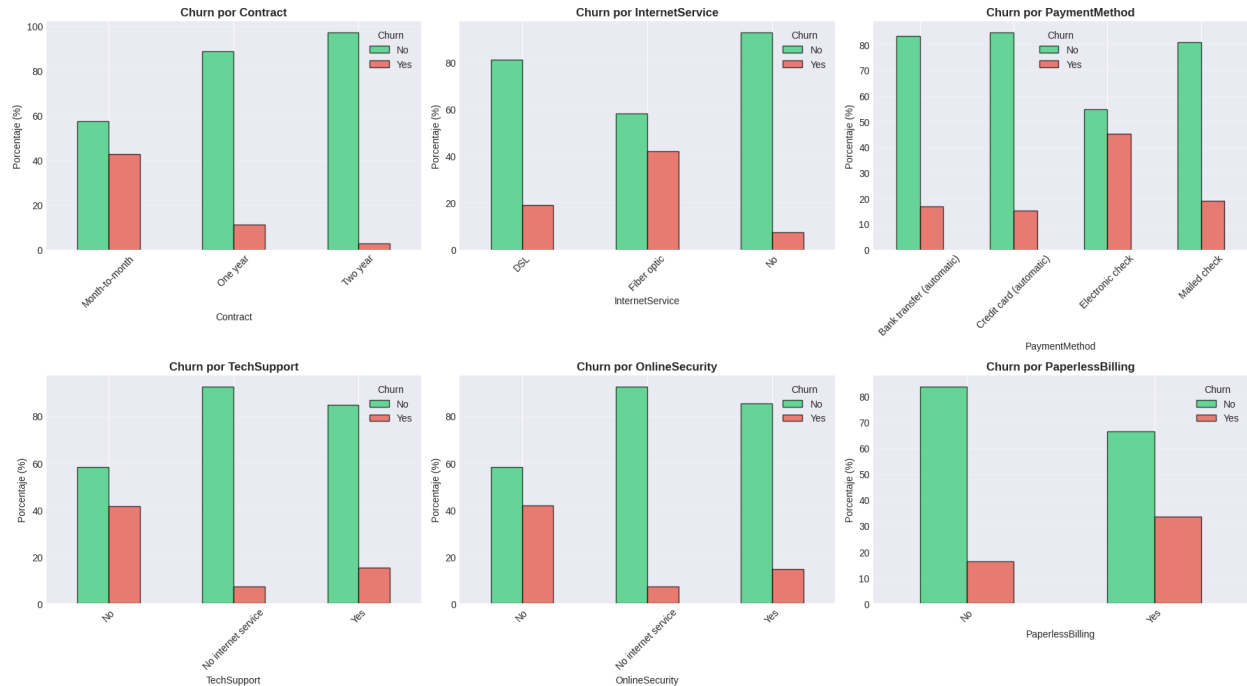 Churn por Contract
Churn
No
Yes
Porcentaje (%)
100
80
60
40
20
0
Month-to-month
One year
Two year
Contract
Churn por InternetService
Churn
No
Yes
Porcentaje (%)
80
60
40
20
0
DSL
Fiber optic
No
InternetService
Churn por PaymentMethod
Churn
No
Yes
Porcentaje (%)
80
70
60
50
40
30
20
10
0
Bank transfer (automatic)
Credit card (automatic)
Electronic check
Mailed check
PaymentMethod
Churn por TechSupport
Churn
No
Yes
Porcentaje (%)
80
60
40
20
0
No
No internet service
Yes
TechSupport
Churn por OnlineSecurity
Churn
No
Yes
Porcentaje (%)
80
60
40
20
0
No
No internet service
Yes
OnlineSecurity
Churn por PaperlessBilling
Churn
No
Yes
Porcentaje (%)
80
70
60
50
40
30
20
10
0
No
Yes
PaperlessBilling